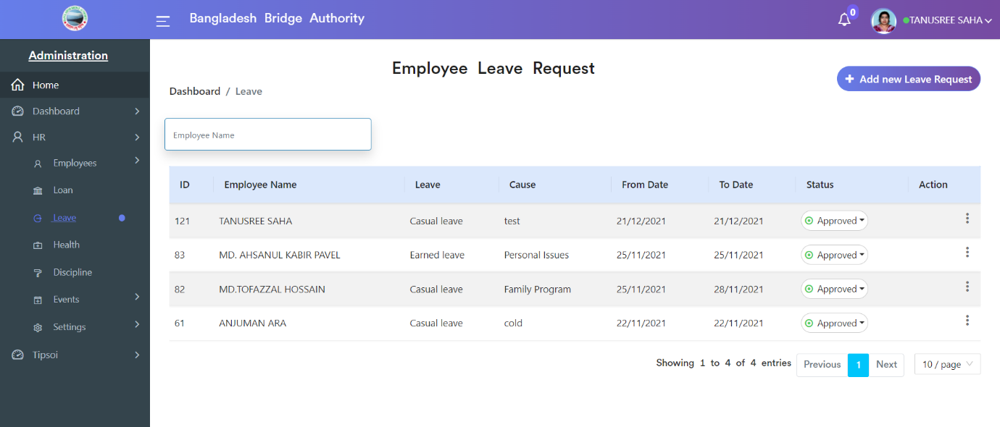 Bangladesh Bridge Authority
0
TANUSREE SAHA
Administration
Home
Dashboard
HR
Employees
Loan
Leave
Health
Discipline
Events
Settings
Tipsoi
Employee Leave Request
+ Add new Leave Request
Dashboard / Leave
Employee Name
ID Employee Name Leave Cause From Date To Date Status Action
121 TANUSREE SAHA Casual leave test 21/12/2021 21/12/2021 Approved
83 MD. AHSANUL KABIR PAVEL Earned leave Personal Issues 25/11/2021 25/11/2021 Approved
82 MD.TOFAZZAL HOSSAIN Casual leave Family Program 25/11/2021 28/11/2021 Approved
61 ANJUMAN ARA Casual leave cold 22/11/2021 22/11/2021 Approved
Showing 1 to 4 of 4 entries Previous 1 Next 10 / page